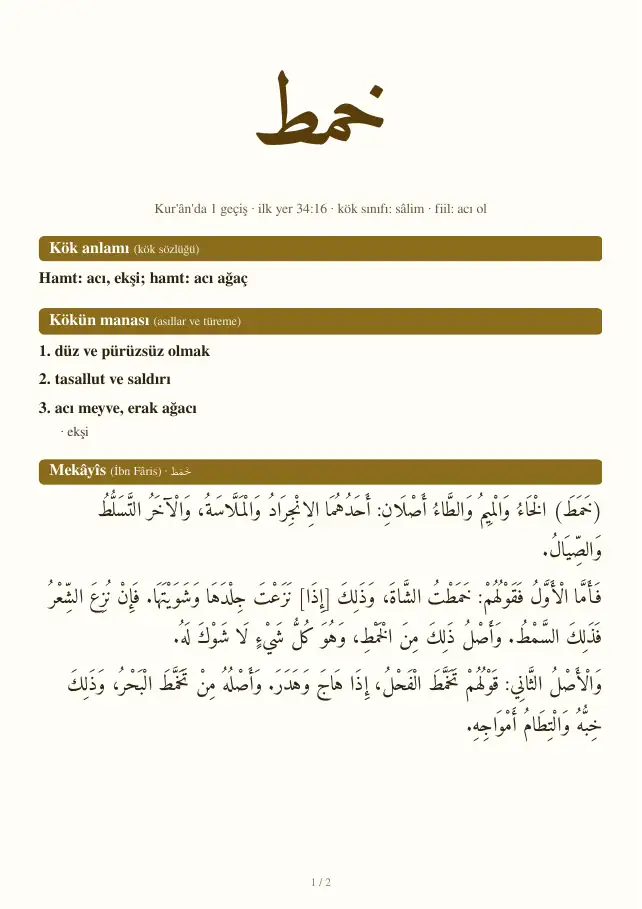 خمط
Kur'ân'da 1 geçiş · ilk yer 34:16 · kök sınıfı: sâlim · fiil: acı ol
Kök anlamı (kök sözlüğü)
Hamt: acı, ekşi; hamt: acı ağaç
Kökün manası (asıllar ve türeme)
1. düz ve pürüzsüz olmak
2. tasallut ve saldırı
3. acı meyve, erak ağacı
· ekşi
Mekâyîs (İbn Fâris) · خمط
(خَمَطَ) الْخَاءُ وَالْمِيمُ وَالطَّاءُ أَصْلَانِ: أَحَدُهُمَا الِانْجِرَادُ وَالْمَلَاسَةُ، وَالْآخَرُ التَّسَلُّطُ
وَالصِّيَالُ.
فَأَمَّا الْأَوَّلُ فَقَوْلُهُمْ: خَمَطْتُ الشَّاةَ، وَذَلِكَ [إِذَا] نَزَعْتَ جِلْدَهَا وَشَوَيْتَهَا. فَإِنْ نُزِعَ الشَّعْرُ
فَذَلِكَ السَّمْطُ. وَأَصْلُ ذَلِكَ مِنَ الْخَمْطِ، وَهُوَ كُلُّ شَيْءٍ لَا شَوْكَ لَهُ.
وَالْأَصْلُ الثَّانِي: قَوْلُهُمْ تَخَمَّطَ الْفَحْلُ، إِذَا هَاجَ وَهَدَرَ. وَأَصْلُهُ مِنْ تَخَمَّطَ الْبَحْرُ، وَذَلِكَ
خِبُّهُ وَالْتِطَامُ أَمْوَاجِهِ.
1 / 2